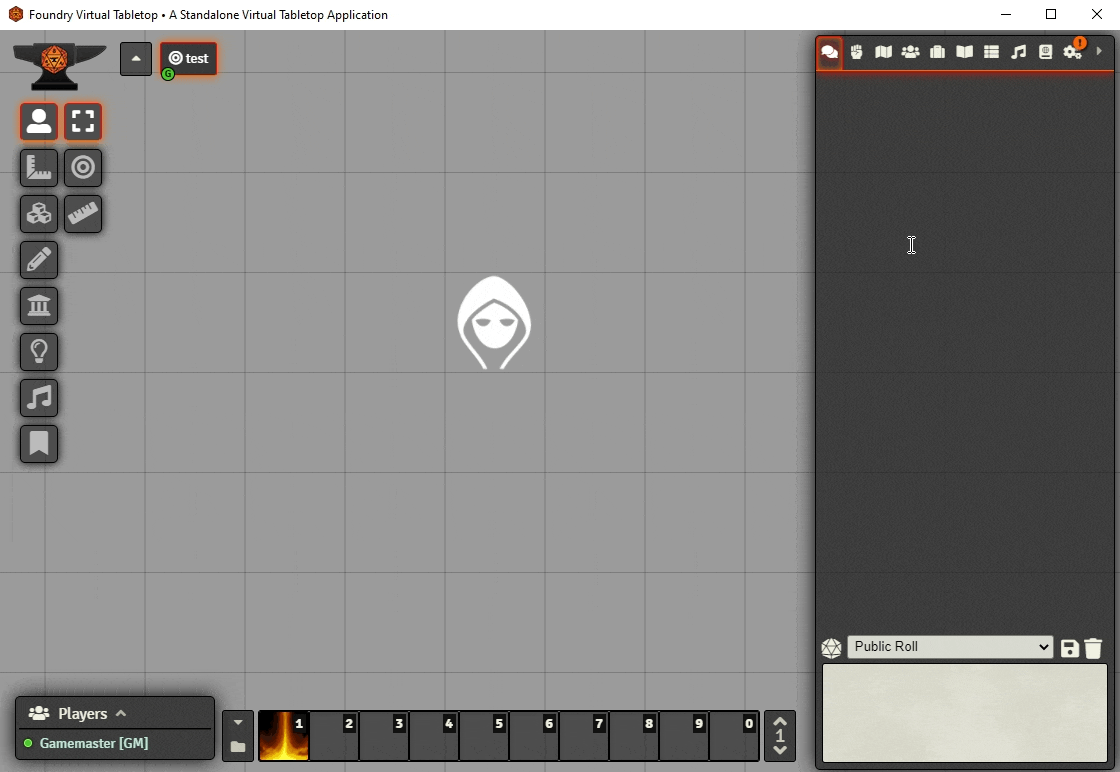 Foundry Virtual Tabletop • A Standalone Virtual Tabletop Application
test
G
!
Public Roll
Players
Gamemaster [GM]
1 2 3 4 5 6 7 8 9 0
1